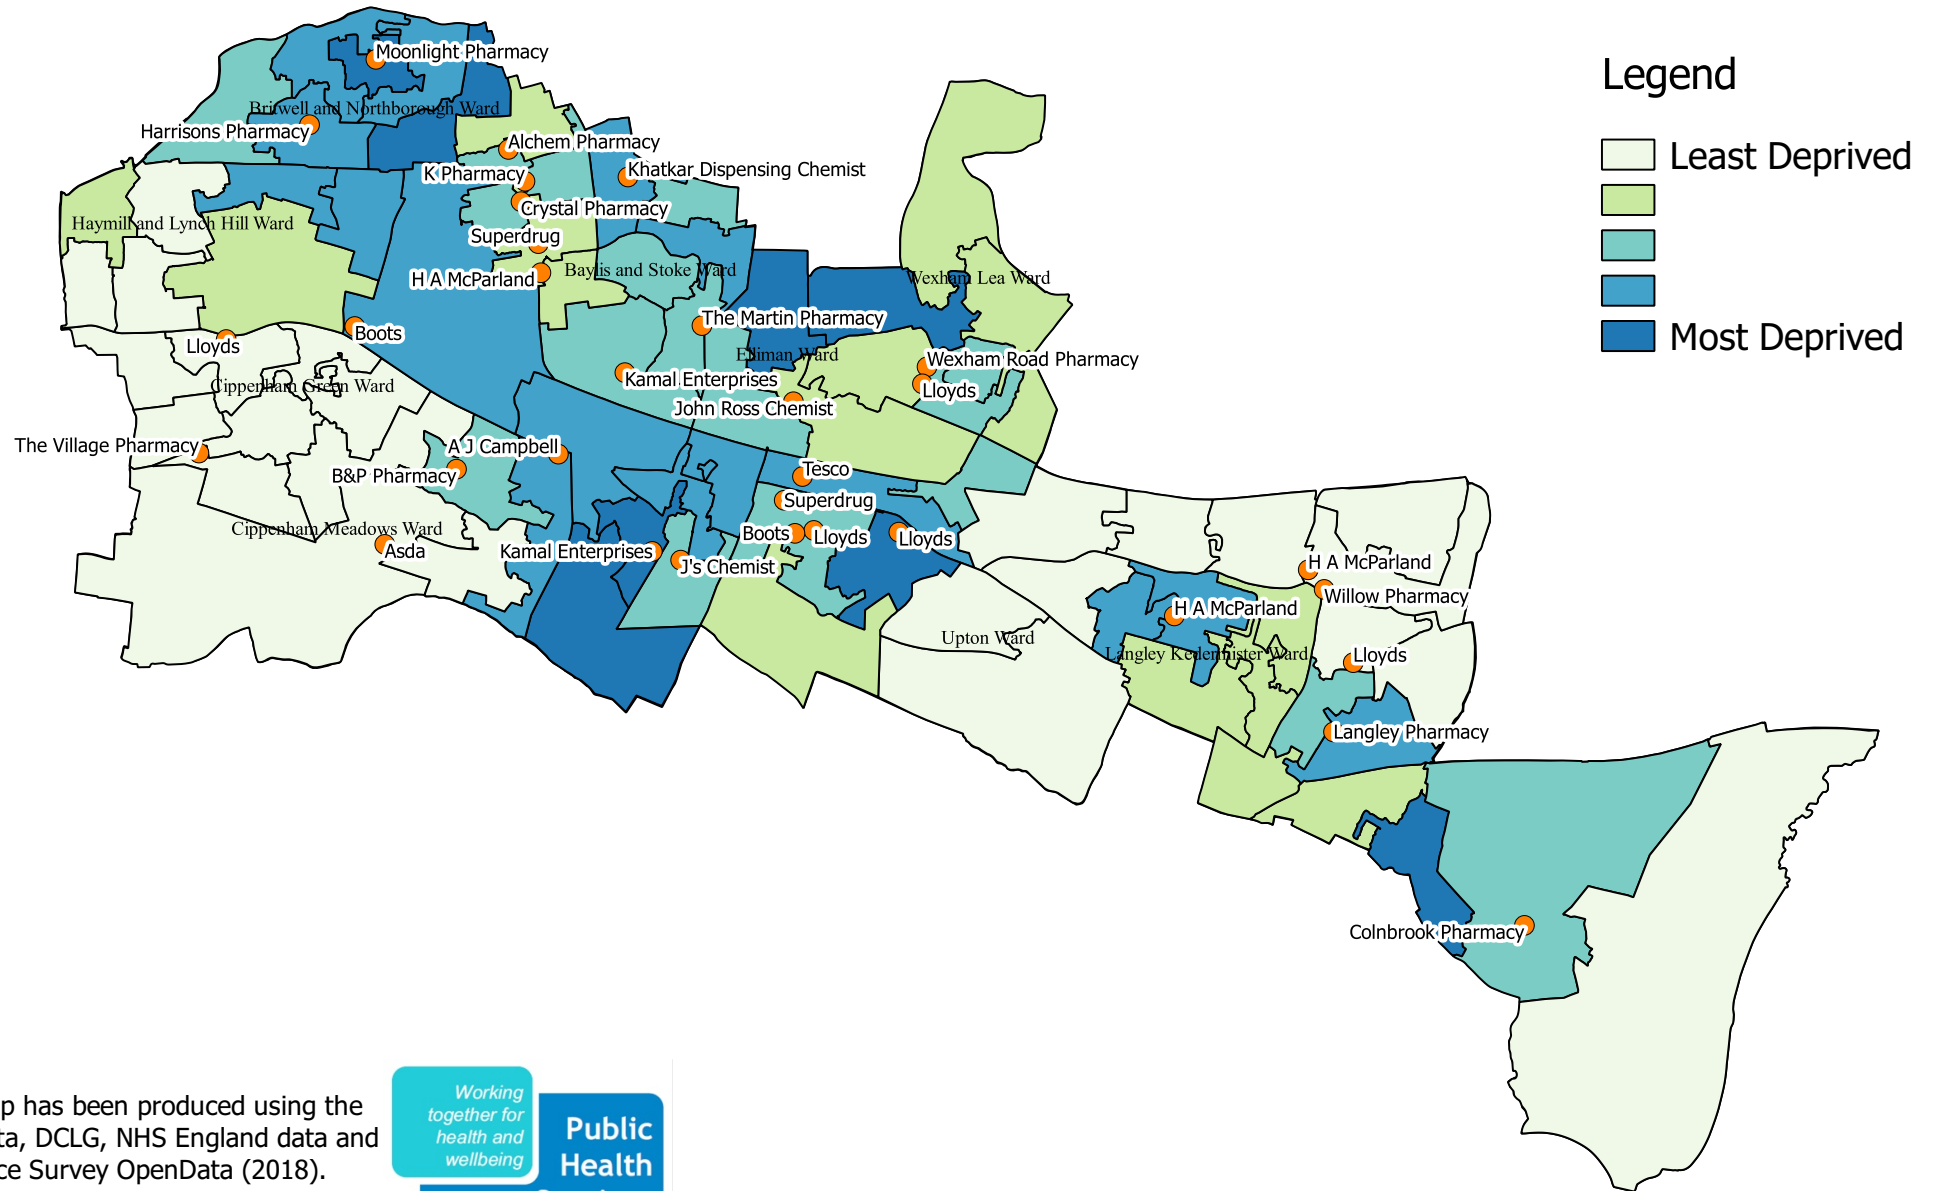 Legend
Least Deprived
Most Deprived
Moonlight Pharmacy
Britwell and Northborough Ward
Harrisons Pharmacy
Alchem Pharmacy
K Pharmacy
Khatkar Dispensing Chemist
Crystal Pharmacy
Haymill and Lynch Hill Ward
Superdrug
H A McParland
Baylis and Stoke Ward
Wexham Lea Ward
The Martin Pharmacy
Boots
Lloyds
Elliman Ward
Wexham Road Pharmacy
Cippenham Green Ward
Kamal Enterprises
Lloyds
John Ross Chemist
The Village Pharmacy
A J Campbell
B&P Pharmacy
Tesco
Superdrug
Cippenham Meadows Ward
Boots
Lloyds
Lloyds
Asda
Kamal Enterprises
J's Chemist
H A McParland
Willow Pharmacy
H A McParland
Upton Ward
Langley Kedermister Ward
Lloyds
Langley Pharmacy
Colnbrook Pharmacy
p has been produced using the
ta, DCLG, NHS England data and
ce Survey OpenData (2018).
Working
together for
health and
wellbeing
Public
Health